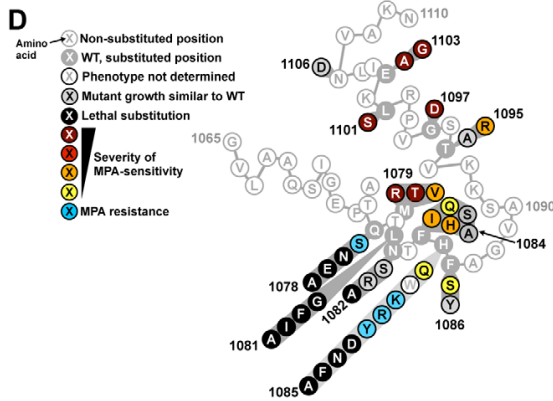 D
Amino
acid
X Non-substituted position
X WT, substituted position
X Phenotype not determined
X Mutant growth similar to WT
X Lethal substitution
X
X
X
X
Severity of
MPA-sensitivity
X MPA resistance
N 1110
K
A
V
1106 D
N L I E A G 1103
K
L
S
1101
R
P
V
G
D
1097
S
T
A R
1095
V
K
K
S
A
1090
V
G
A
F
H
F
1065
G
V
L
A
A
Q
S
S
I
G
E
P
T
A
Q
T
M
L
N
T
1079
R T V
Q S
I H A
1084
S N E A
1078
S R A
1082
G F I A
1081
Q W K R Y D N F A
1085
S Y
1086